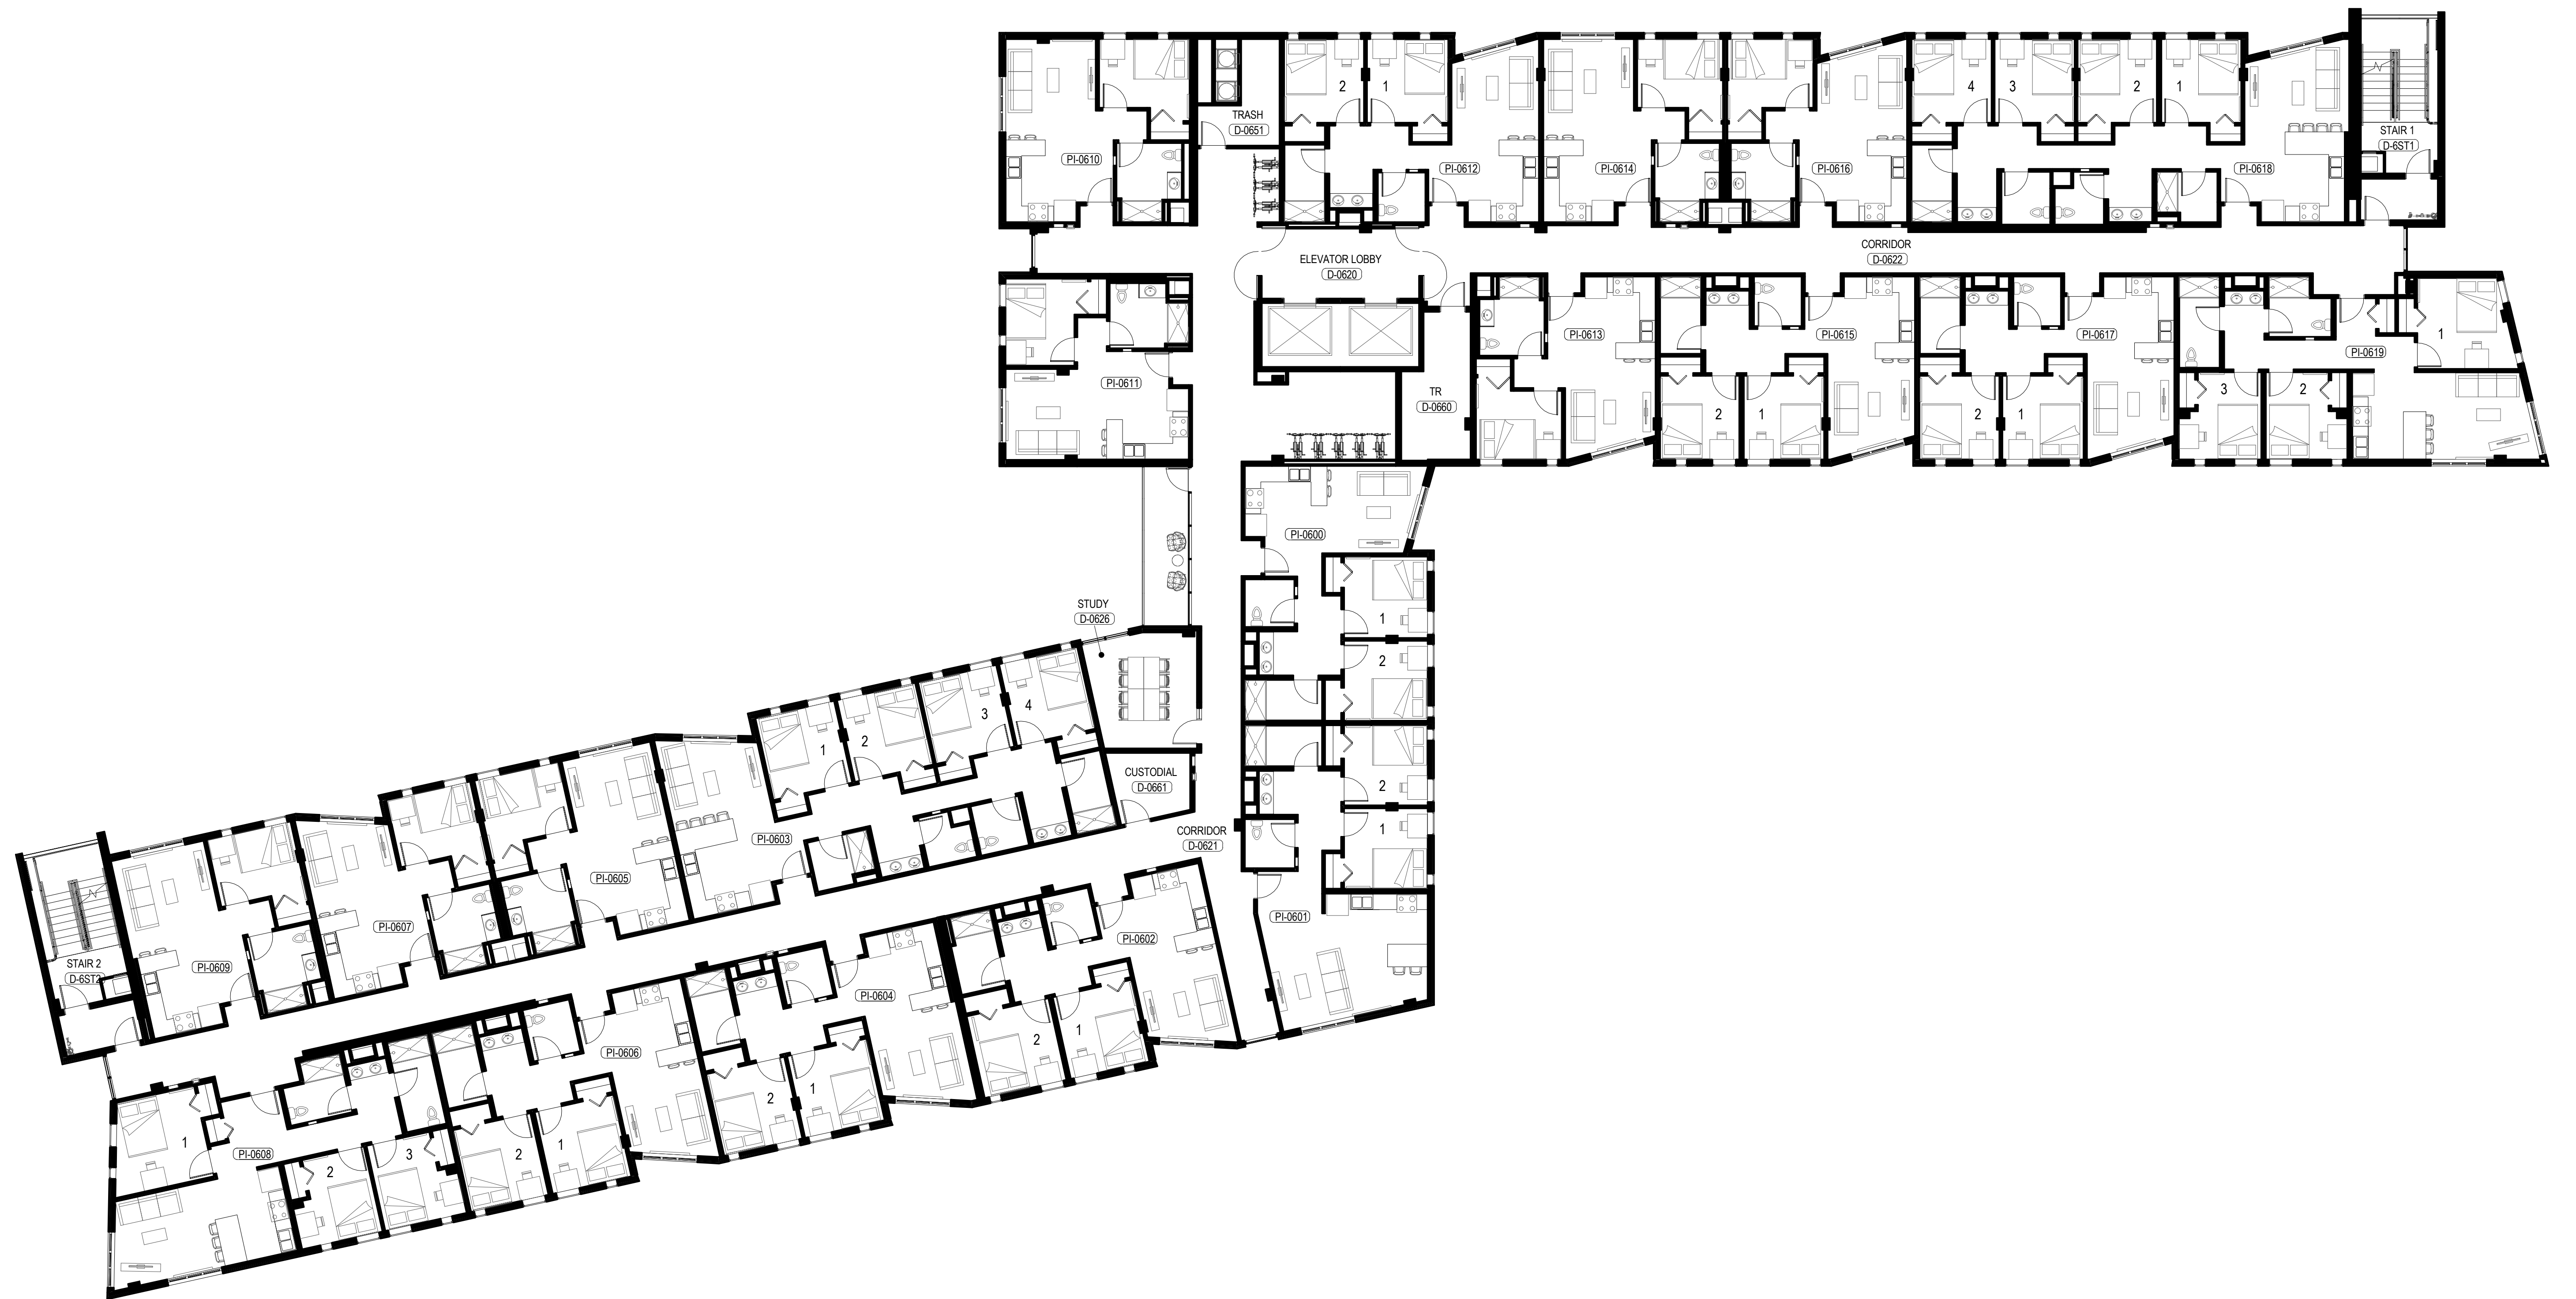 2
1
4
3
2
1
TRASH
D-0651
STAIR 1
D-6ST1
PI-0610
PI-0612
PI-0614
PI-0616
PI-0618
CORRIDOR
D-0622
ELEVATOR LOBBY
D-0620
PI-0613
PI-0615
PI-0617
1
PI-0619
PI-0611
TR
D-0660
2
1
2
1
3
2
PI-0600
1
2
STUDY
D-0626
1
2
3
4
2
1
CUSTODIAL
D-0661
CORRIDOR
D-0621
PI-0603
PI-0605
PI-0601
PI-0607
PI-0602
STAIR 2
D-6ST2
PI-0609
PI-0604
2
1
PI-0606
2
1
1
PI-0608
2
3
2
1